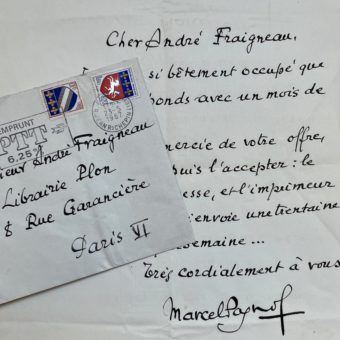 Cher André Fraigneau,
si bêtement occupé que
ponds avec un mois de
mercie de votre offre,
puis l'accepter : le
esse, et l'imprimeur
envoie une trentaine
semaine ...
Très cordialement à vous
Marcel Pagnol
EMPRUNT
PTT
6,25%
1967
sieur André Fraigneau
Librairie Plon
8 Rue Garancière
Paris VI